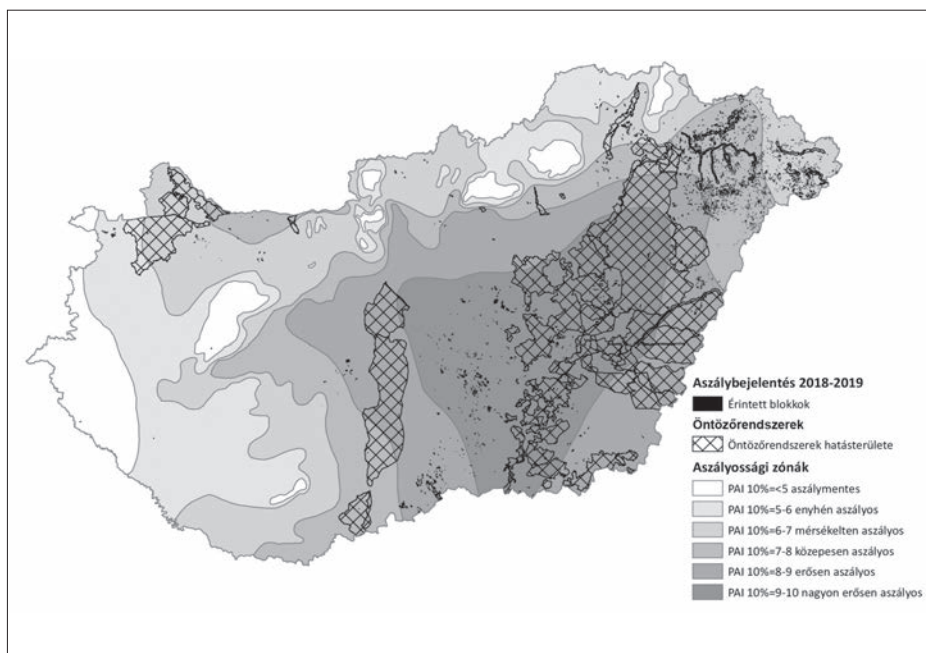 Aszálybejelentés 2018-2019
Érintett blokkok
Öntözőrendszerek
Öntözőrendszerek hatásterülete
Aszályossági zónák
PAI 10%=<5 aszálymentes
PAI 10%=5-6 enyhén aszályos
PAI 10%=6-7 mérsékelten aszályos
PAI 10%=7-8 közepesen aszályos
PAI 10%=8-9 erősen aszályos
PAI 10%=9-10 nagyon erősen aszályos